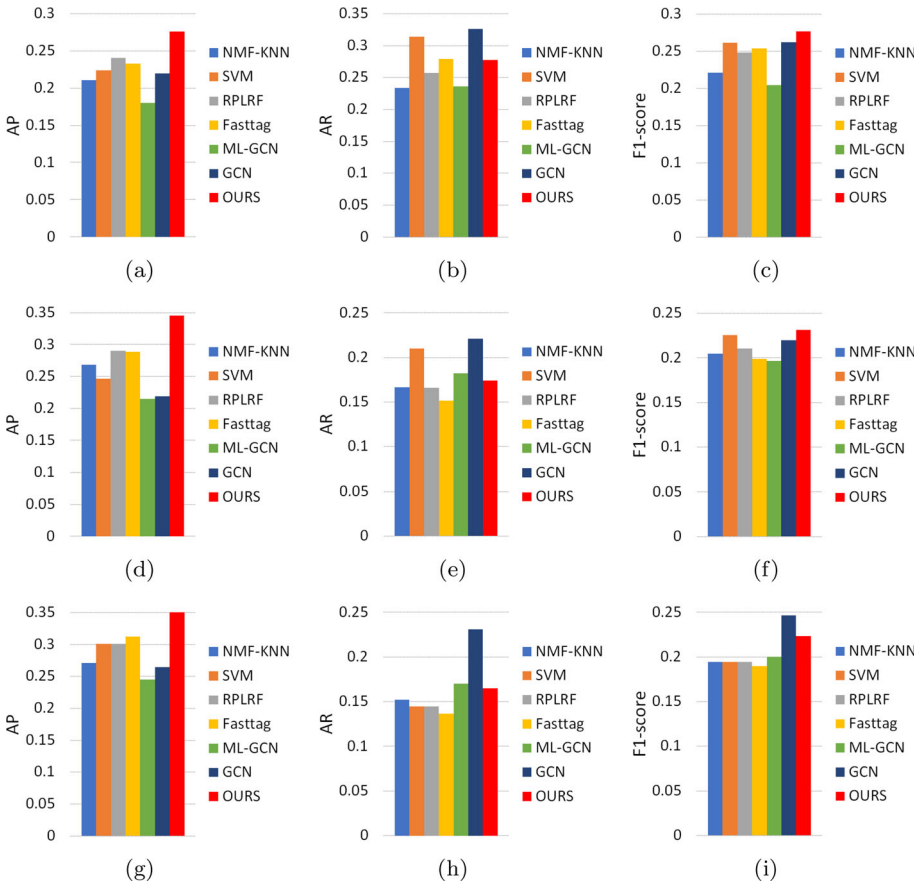 0.3
0.25
0.2
0.15
0.1
0.05
0
AP
NMF-KNN
SVM
RPLRF
Fasttag
ML-GCN
GCN
OURS
(a)
0.35
0.3
0.25
0.2
0.15
0.1
0.05
0
AR
NMF-KNN
SVM
RPLRF
Fasttag
ML-GCN
GCN
OURS
(b)
0.3
0.25
0.2
0.15
0.1
0.05
0
F1-score
NMF-KNN
SVM
RPLRF
Fasttag
ML-GCN
GCN
OURS
(c)
0.35
0.3
0.25
0.2
0.15
0.1
0.05
0
AP
NMF-KNN
SVM
RPLRF
Fasttag
ML-GCN
GCN
OURS
(d)
0.25
0.2
0.15
0.1
0.05
0
AR
NMF-KNN
SVM
RPLRF
Fasttag
ML-GCN
GCN
OURS
(e)
0.25
0.2
0.15
0.1
0.05
0
F1-score
NMF-KNN
SVM
RPLRF
Fasttag
ML-GCN
GCN
OURS
(f)
0.35
0.3
0.25
0.2
0.15
0.1
0.05
0
AP
NMF-KNN
SVM
RPLRF
Fasttag
ML-GCN
GCN
OURS
(g)
0.25
0.2
0.15
0.1
0.05
0
AR
NMF-KNN
SVM
RPLRF
Fasttag
ML-GCN
GCN
OURS
(h)
0.25
0.2
0.15
0.1
0.05
0
F1-score
NMF-KNN
SVM
RPLRF
Fasttag
ML-GCN
GCN
OURS
(i)